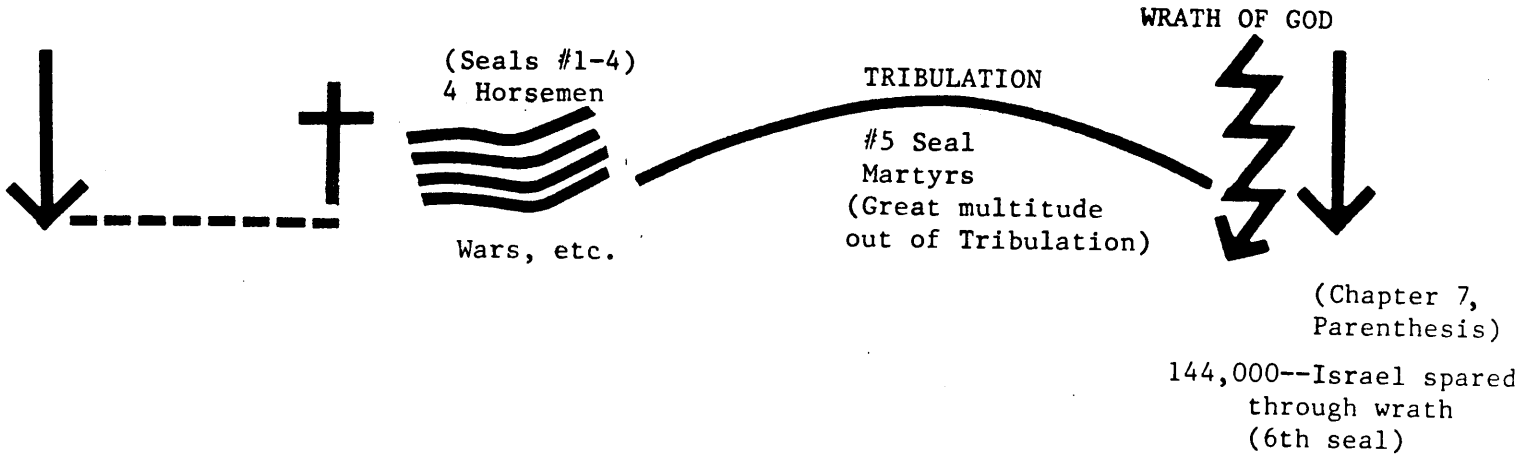 WRATH OF GOD
(Seals #1-4)
4 Horsemen
Wars, etc.
TRIBULATION
#5 Seal
Martyrs
(Great multitude
out of Tribulation)
(Chapter 7,
Parenthesis)
144,000--Israel spared
through wrath
(6th seal)